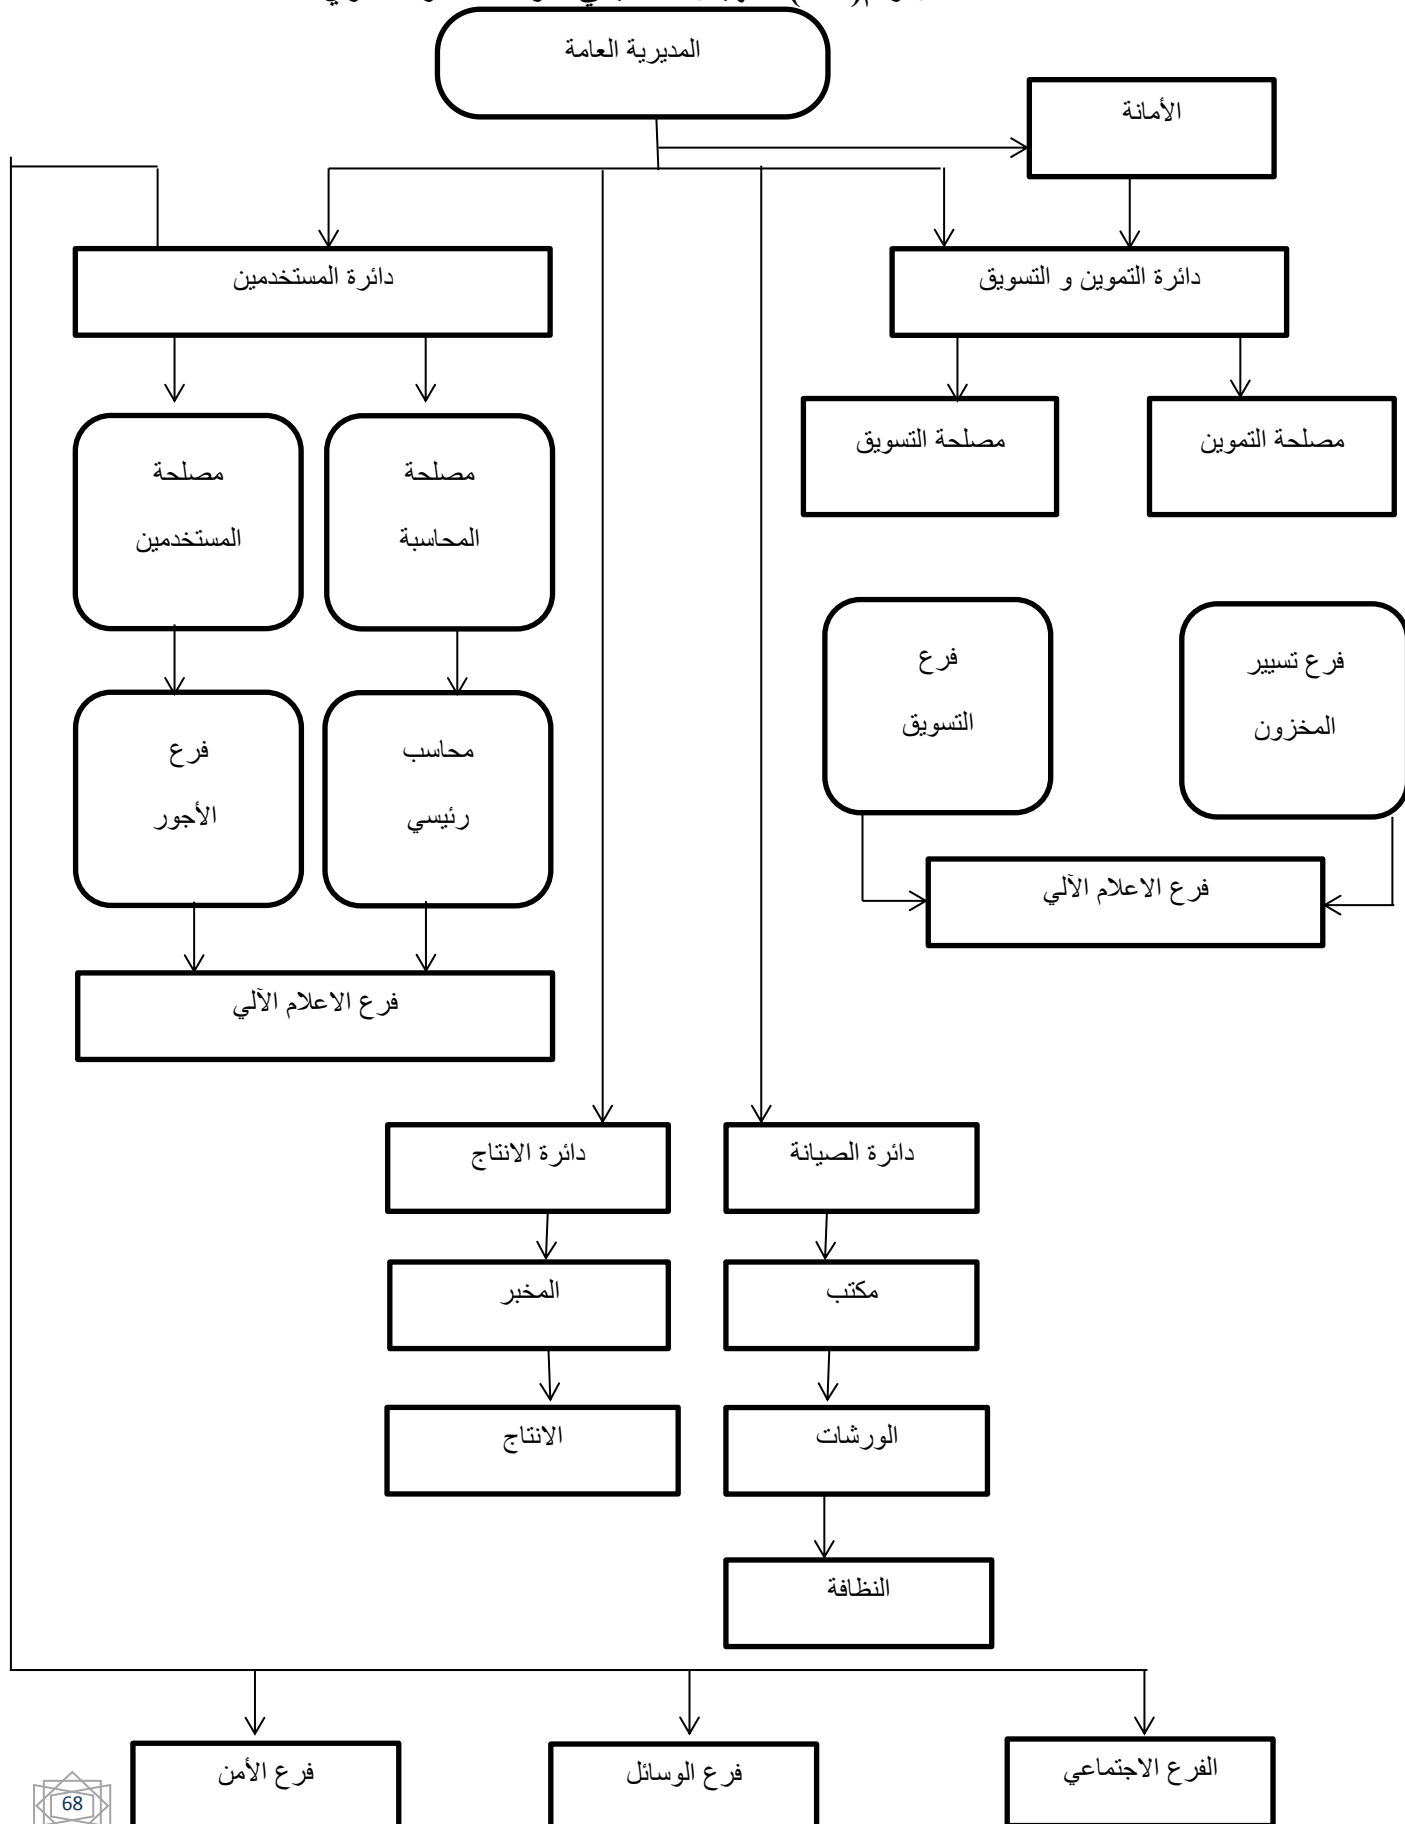 المديرية العامة
الأمانة
دائرة التموين و التسويق
دائرة المستخدمين
مصلحة التموين
مصلحة التسويق
مصلحة
المحاسبة
مصلحة
المستخدمين
فرع تسيير
المخزون
فرع
التسويق
محاسب
رئيسي
فرع
الأجور
فرع الاعلام الآلي
فرع الاعلام الآلي
دائرة الصيانة
دائرة الانتاج
مكتب
المخبر
الورشات
الانتاج
النظافة
الفرع الاجتماعي
فرع الوسائل
فرع الأمن
68